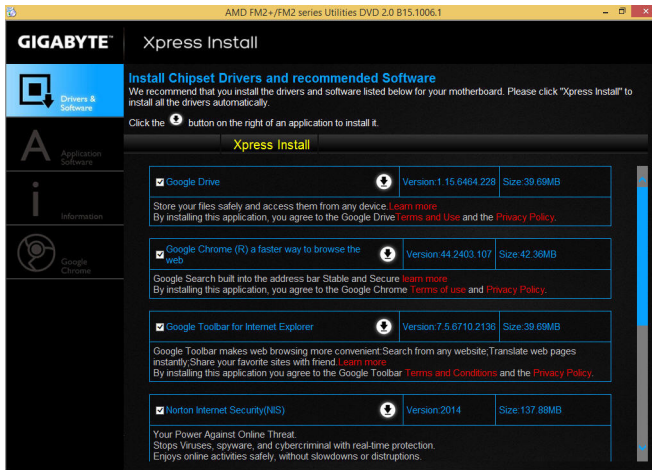 AMD FM2+/FM2 series Utilities DVD 2.0 B15.1006.1
GIGABYTE™
Xpress Install
Drivers & Software
Application Software
Information
Google Chrome
Install Chipset Drivers and recommended Software
We recommend that you install the drivers and software listed below for your motherboard. Please click "Xpress Install" to
install all the drivers automatically.
Click the button on the right of an application to install it.
Xpress Install
Google Drive Version:1.15.6464.228 Size:39.69MB
Store your files safely and access them from any device.Learn more
By installing this application, you agree to the Google DriveTerms and Use and the Privacy Policy.
Google Chrome (R) a faster way to browse the
web Version:44.2403.107 Size:42.36MB
Google Search built into the address bar Stable and Secure learn more
By installing this application, you agree to the Google Chrome Terms of use and Privacy Policy.
Google Toolbar for Internet Explorer Version:7.5.6710.2136 Size:39.69MB
Google Toolbar makes web browsing more convenient:Search from any website;Translate web pages
instantly;Share your favorite sites with friend.Learn more
By installing this application you agree to the Google Toolbar Terms and Conditions and the Privacy Policy.
Norton Internet Security(NIS) Version:2014 Size:137.88MB
Your Power Against Online Threat.
Stops Viruses, spyware, and cybercriminal with real-time protection.
Enjoys online activities safely, without slowdowns or distruptions.